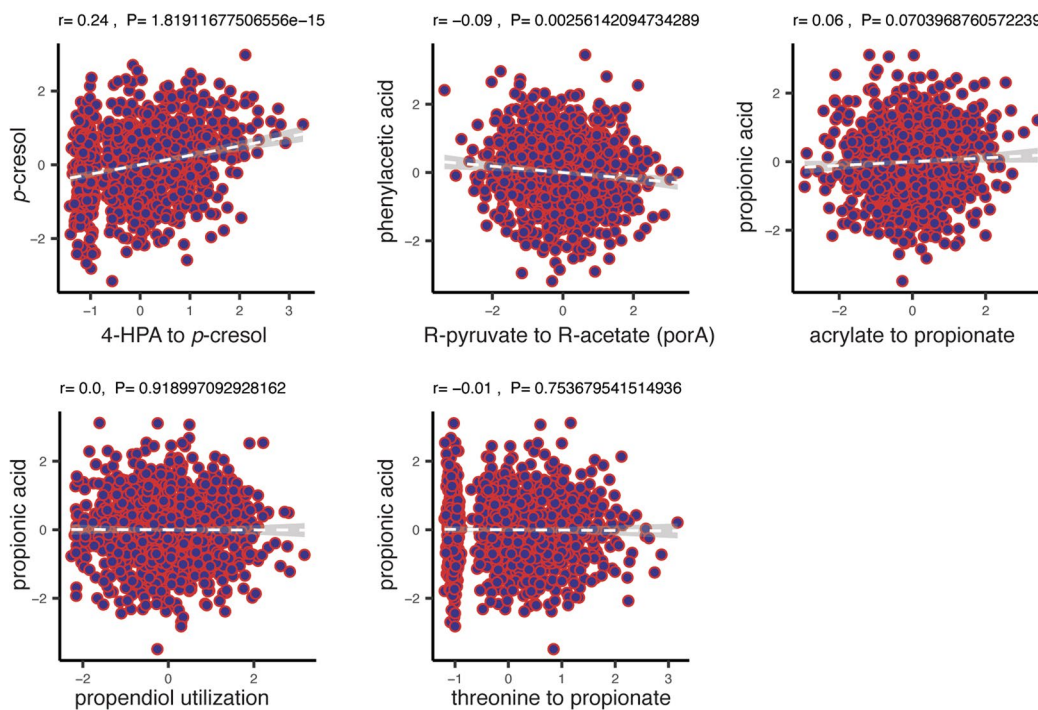 r= 0.24 ,  P= 1.81911677506556e-15
p-cresol
2
0
−2
−1 0 1 2 3
4-HPA to p-cresol
r= −0.09 ,  P= 0.00256142094734289
phenylacetic acid
2
0
−2
−2 0 2
R-pyruvate to R-acetate (porA)
r= 0.06 ,  P= 0.0703968760572239
propionic acid
2
0
−2
−2 0 2
acrylate to propionate
r= 0.0,  P= 0.918997092928162
propionic acid
2
0
−2
−2 0 2
propendiol utilization
r= −0.01 ,  P= 0.753679541514936
propionic acid
2
0
−2
−1 0 1 2 3
threonine to propionate